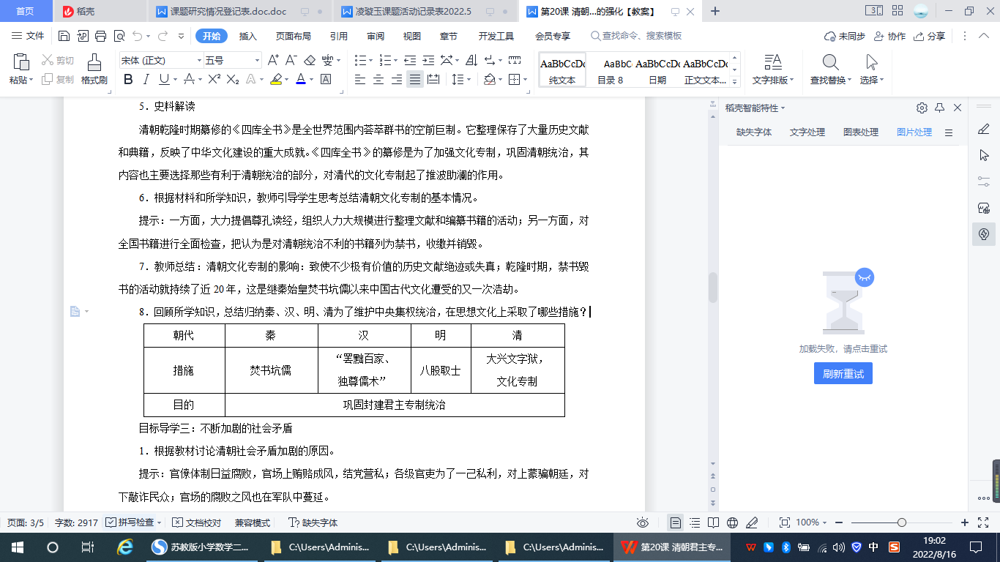 首页
稻壳
课题研究情况登记表.doc.doc
凌璇玉课题活动记录表2022.5
第20课 清朝...的强化【教案】
文件
开始
插入
页面布局
引用
审阅
视图
章节
开发工具
会员专享
查找命令、搜索模板
未同步
协作
分享
粘贴
剪切
复制
格式刷
宋体 (正文)
五号
AaBbCcDc
纯文本
AaBbC
目录 8
AaBbCcDc
日期
AaBbCcDc
正文文本...
文字排版
查找替换
选择
5．史料解读
清朝乾隆时期纂修的《四库全书》是全世界范围内荟萃群书的空前巨制。它整理保存了大量历史文献
和典籍，反映了中华文化建设的重大成就。《四库全书》的纂修是为了加强文化专制，巩固清朝统治，其
内容也主要选择那些有利于清朝统治的部分，对清代的文化专制起了推波助澜的作用。
6．根据材料和所学知识，教师引导学生思考总结清朝文化专制的基本情况。
提示：一方面，大力提倡尊孔读经，组织人力大规模进行整理文献和编纂书籍的活动；另一方面，对
全国书籍进行全面检查，把认为是对清朝统治不利的书籍列为禁书，收缴并销毁。
7．教师总结：清朝文化专制的影响：致使不少极有价值的历史文献绝迹或失真；乾隆时期，禁书毁
书的活动就持续了近 20 年，这是继秦始皇焚书坑儒以来中国古代文化遭受的又一次浩劫。
8．回顾所学知识，总结归纳秦、汉、明、清为了维护中央集权统治，在思想文化上采取了哪些措施？
朝代 秦 汉 明 清
措施 焚书坑儒 “罢黜百家、 八股取士 大兴文字狱，
独尊儒术” 文化专制
目的 巩固封建君主专制统治
目标导学三：不断加剧的社会矛盾
1．根据教材讨论清朝社会矛盾加剧的原因。
提示：官僚体制日益腐败，官场上贿赂成风，结党营私；各级官吏为了一己私利，对上蒙骗朝廷，对
下敲诈民众；官场的腐败之风也在军队中蔓延。
稻壳智能特性
缺失字体
文字处理
图表处理
图片处理
加载失败，请点击重试
刷新重试
页面: 3/5
字数: 2917
拼写检查
文档校对
兼容模式
缺失字体
100%
苏教版小学数学二...
C:\Users\Adminis...
C:\Users\Adminis...
C:\Users\Adminis...
第20课 清朝君主专...
中
19:02
2022/8/16